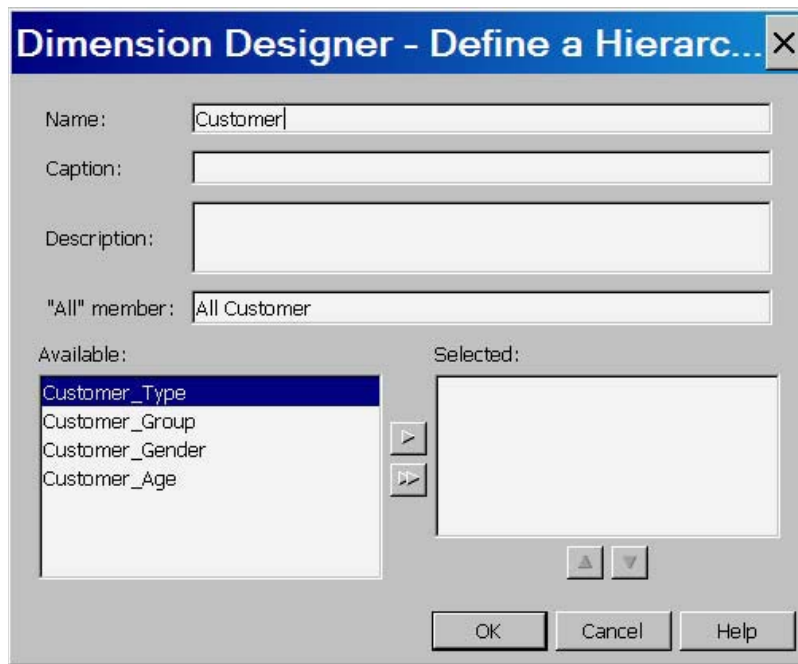 Dimension Designer - Define a Hierarc...
Name: Customer
Caption:
Description:
"All" member: All Customer
Available: Selected:
Customer_Type
Customer_Group
Customer_Gender
Customer_Age
OK Cancel Help